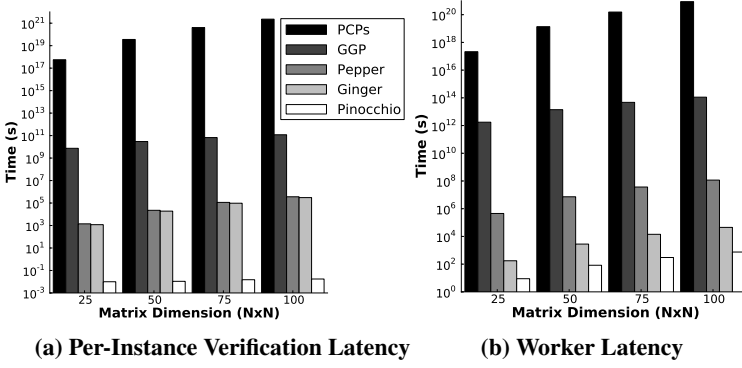 10^21
10^19
10^17
10^15
10^13
10^11
10^9
10^7
10^5
10^3
10^1
10^-1
10^-3
Time (s)
25 50 75 100
Matrix Dimension (NxN)
PCPs
GGP
Pepper
Ginger
Pinocchio
(a) Per-Instance Verification Latency
10^20
10^18
10^16
10^14
10^12
10^10
10^8
10^6
10^4
10^2
10^0
Time (s)
25 50 75 100
Matrix Dimension (NxN)
(b) Worker Latency